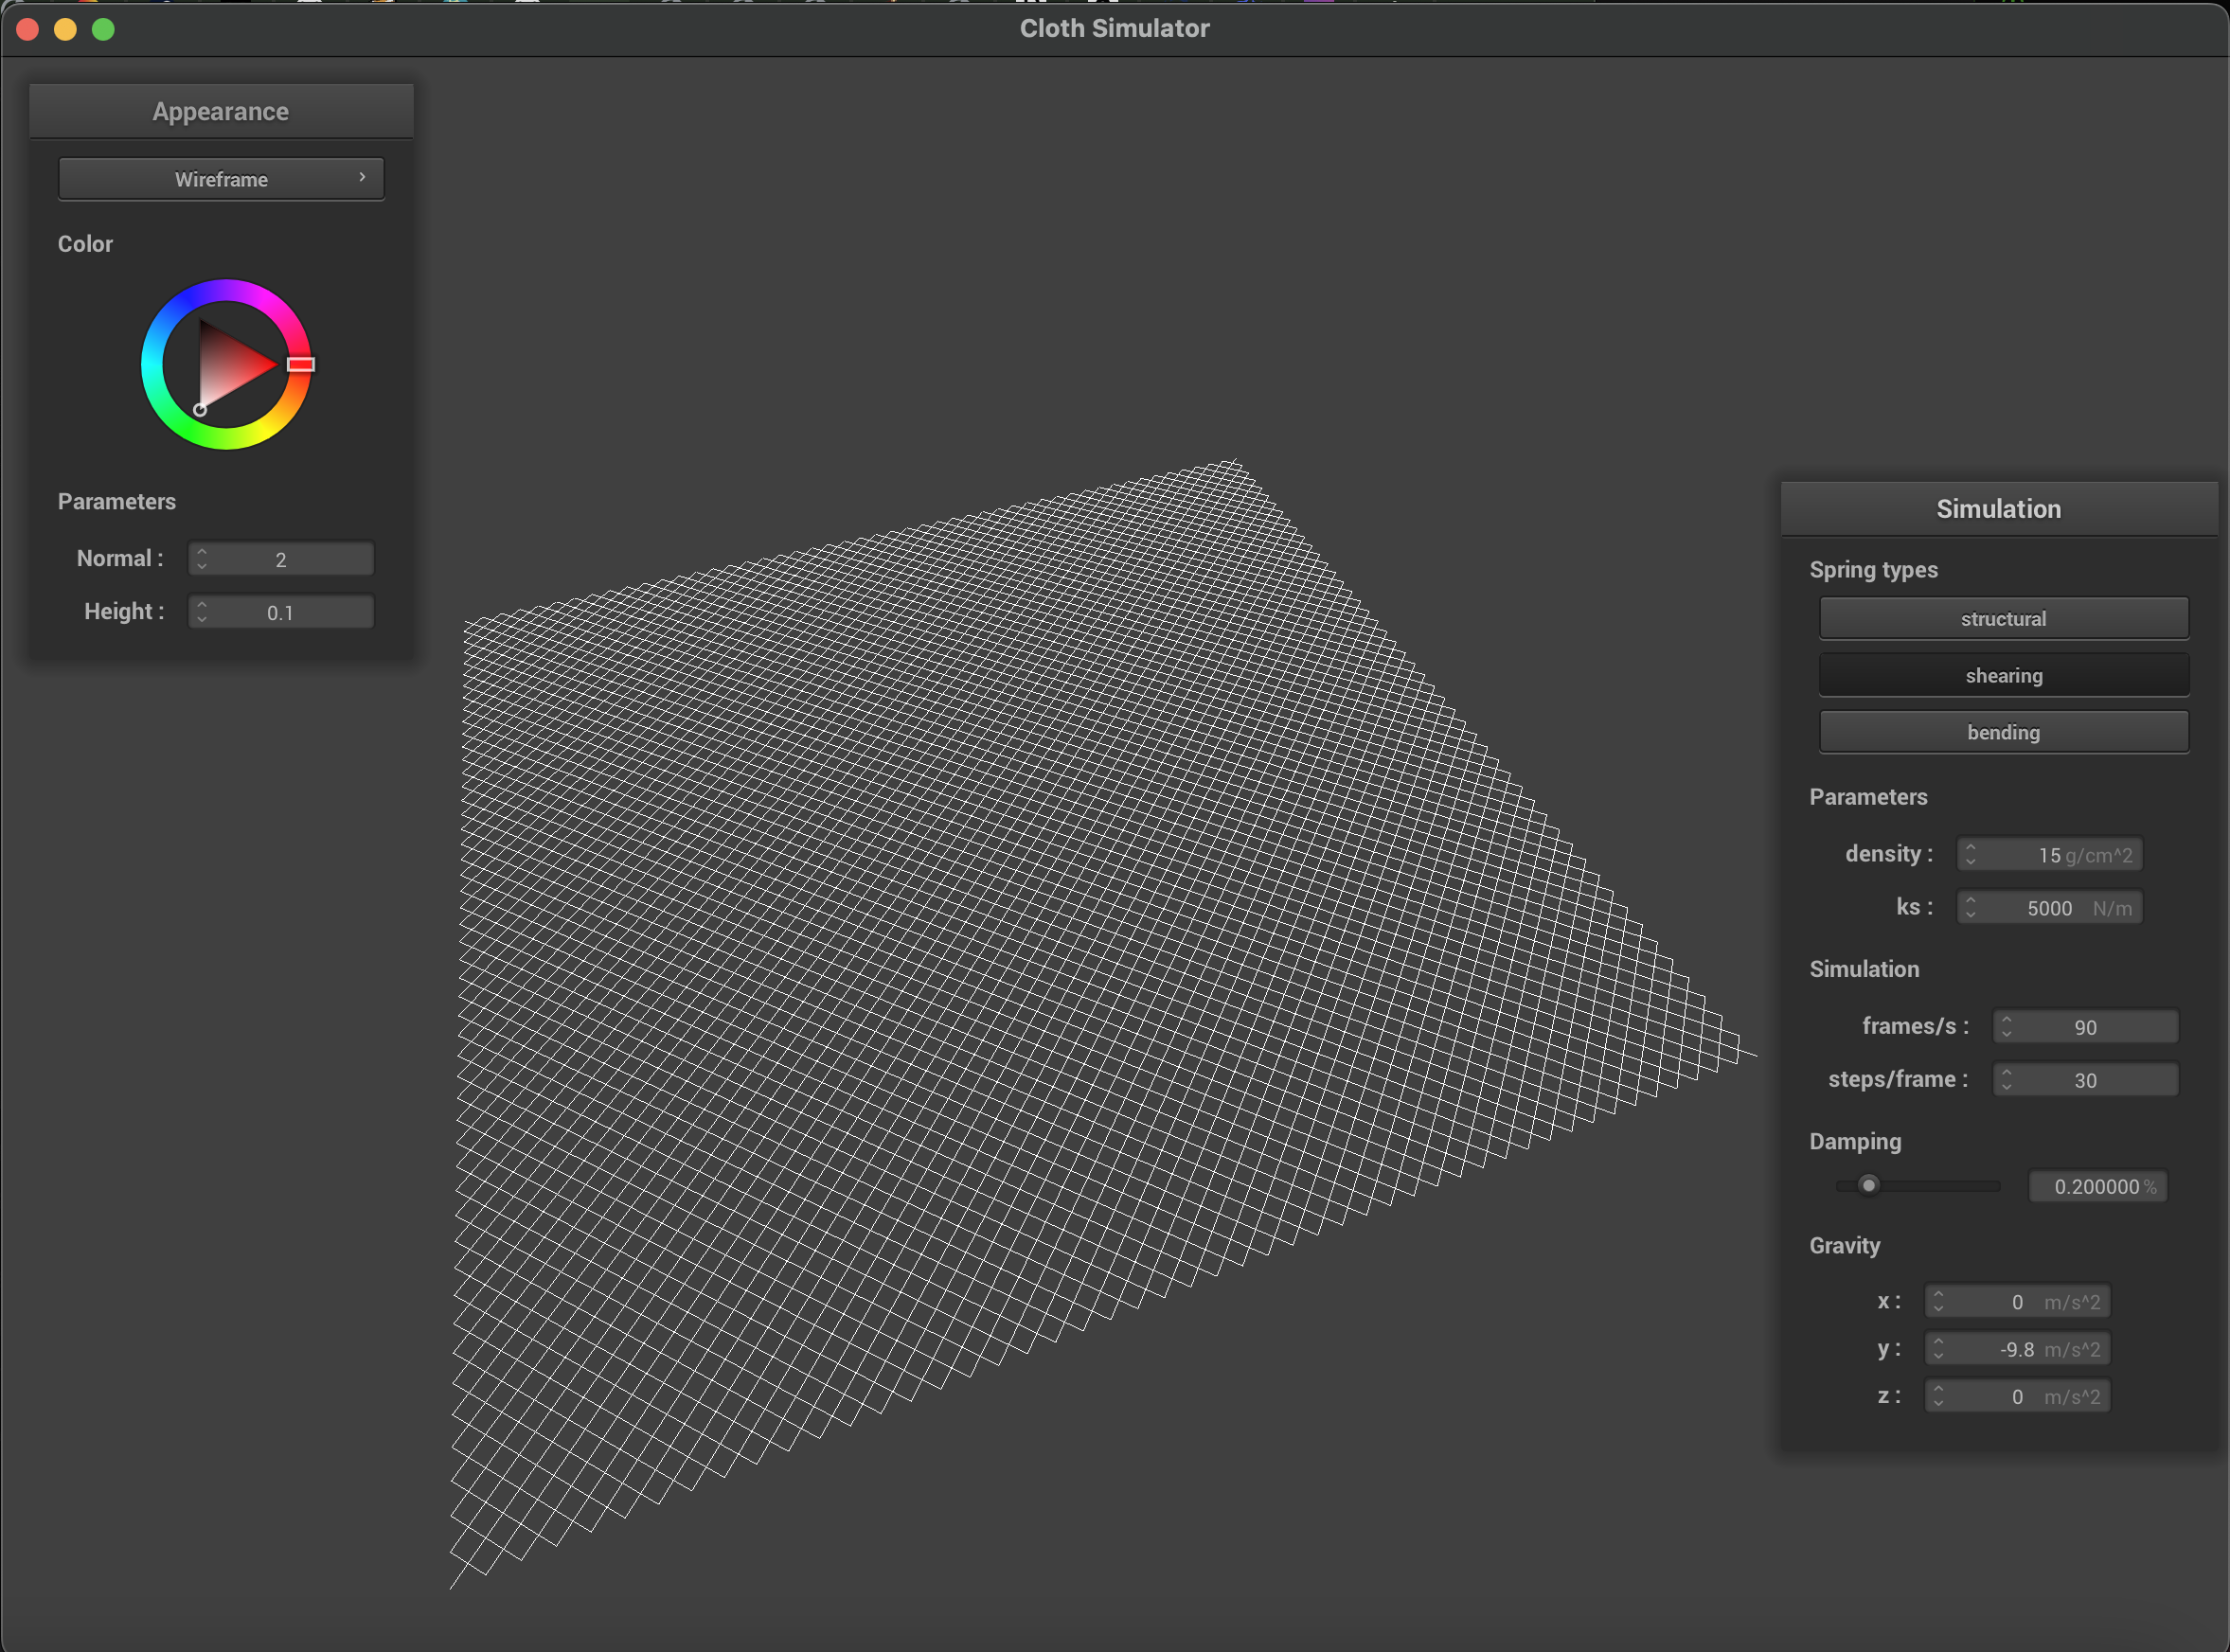 Cloth Simulator
Appearance
Wireframe
Color
Parameters
Normal : 2
Height : 0.1
Simulation
Spring types
structural
shearing
bending
Parameters
density : 15 g/cm^2
ks : 5000 N/m
Simulation
frames/s : 90
steps/frame : 30
Damping
0.200000 %
Gravity
x : 0 m/s^2
y : -9.8 m/s^2
z : 0 m/s^2